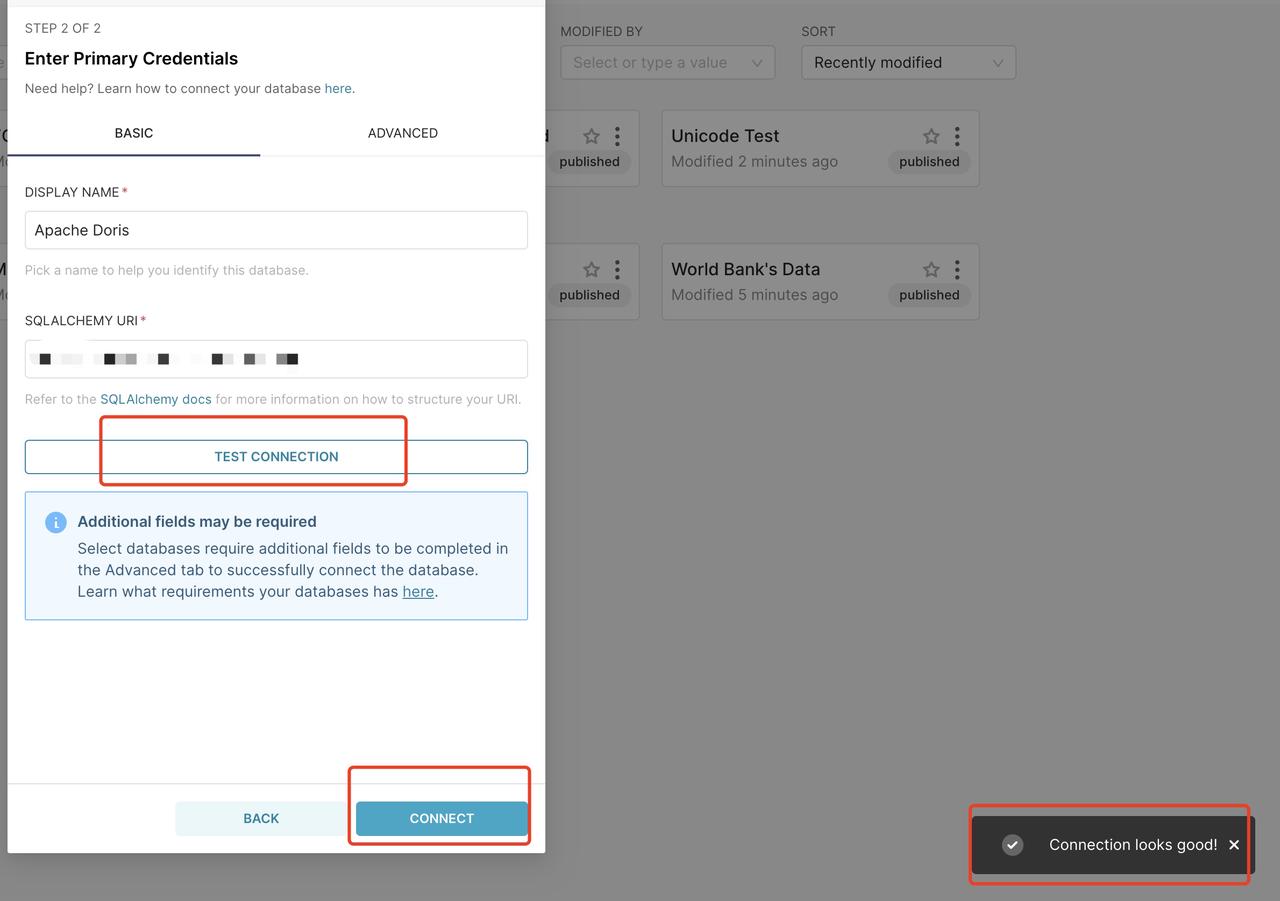 STEP 2 OF 2
Enter Primary Credentials
Need help? Learn how to connect your database here.
BASIC
ADVANCED
DISPLAY NAME*
Apache Doris
Pick a name to help you identify this database.
SQLALCHEMY URI*
Refer to the SQLAlchemy docs for more information on how to structure your URI.
TEST CONNECTION
Additional fields may be required
Select databases require additional fields to be completed in
the Advanced tab to successfully connect the database.
Learn what requirements your databases has here.
BACK
CONNECT
MODIFIED BY
Select or type a value
SORT
Recently modified
published
Unicode Test
Modified 2 minutes ago
published
published
World Bank's Data
Modified 5 minutes ago
published
Connection looks good!